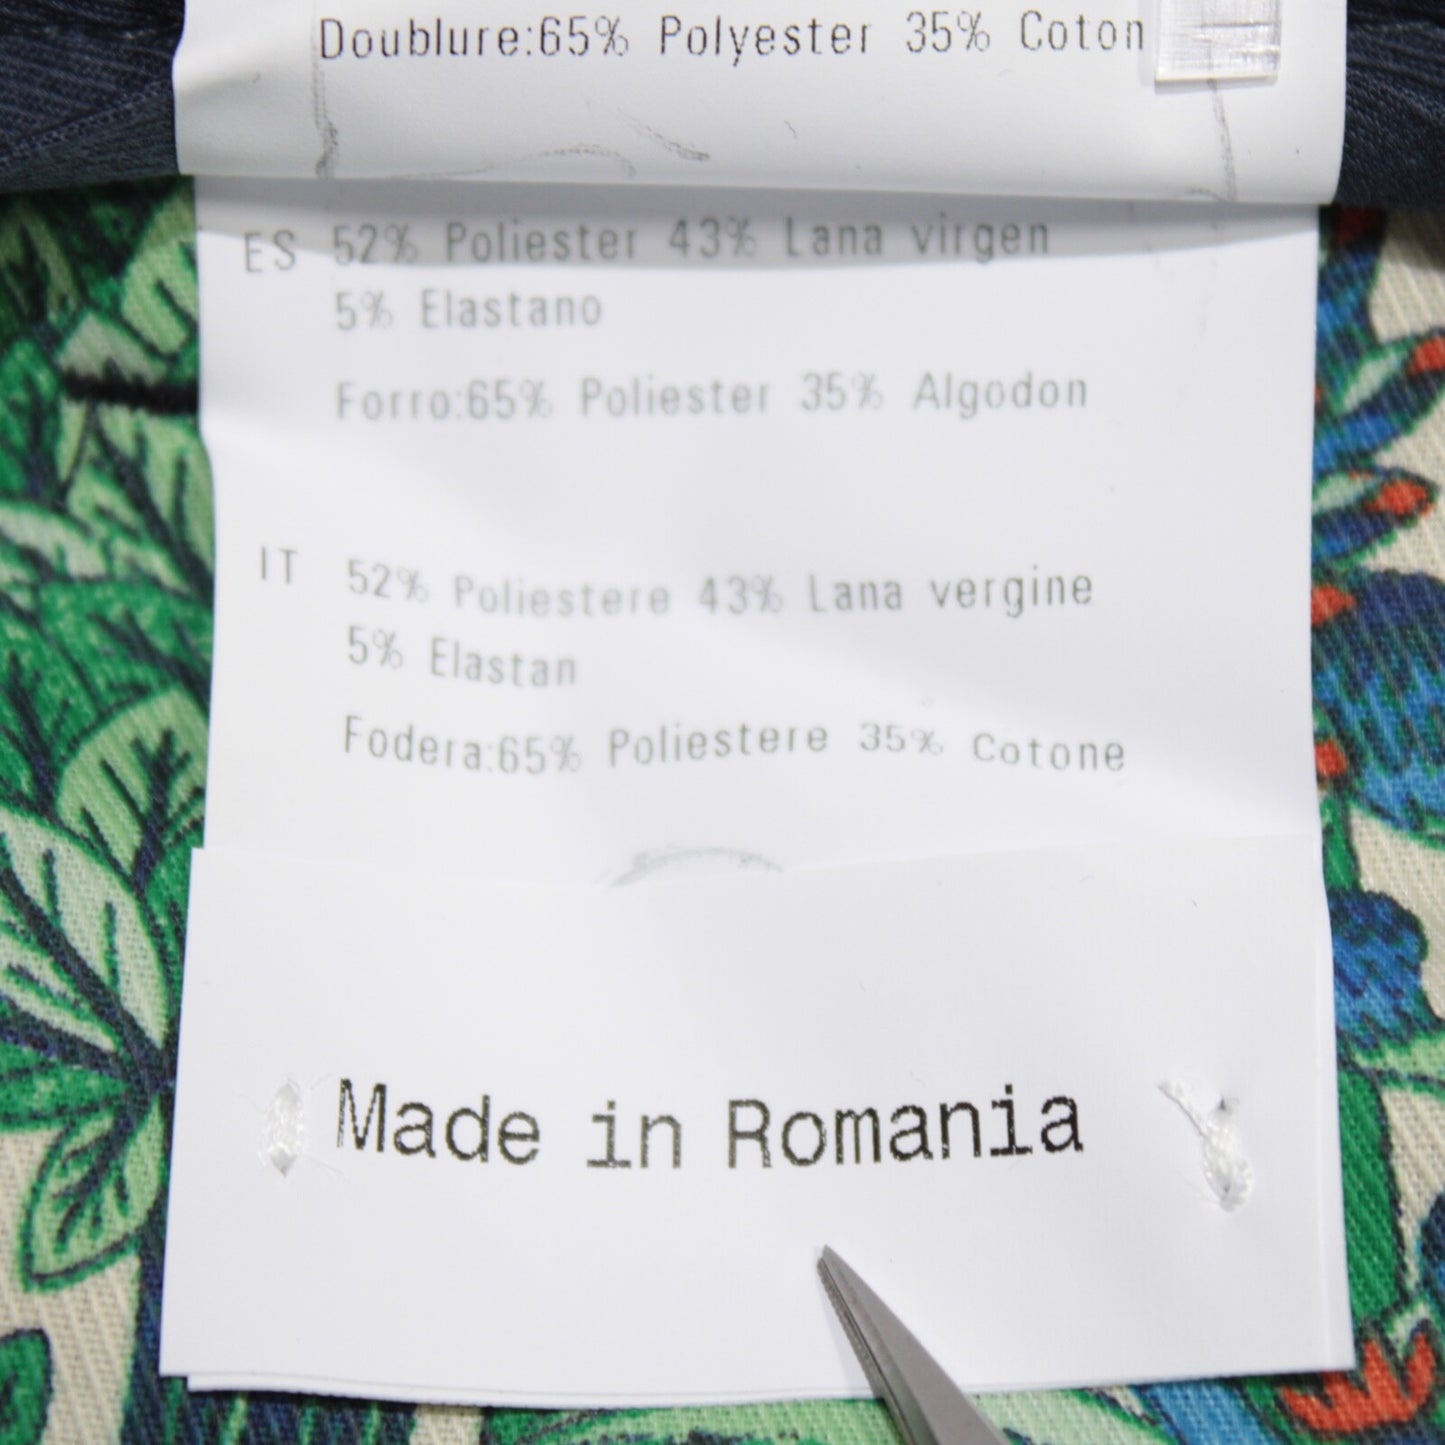 Doublure:65% Polyester 35% Coton
ES 52% Poliester 43% Lana virgen
5% Elastano
Forro:65% Poliester 35% Algodon
IT 52% Poliestere 43% Lana vergine
5% Elastan
Fodera:65% Poliestere 35% Cotone
Made in Romania